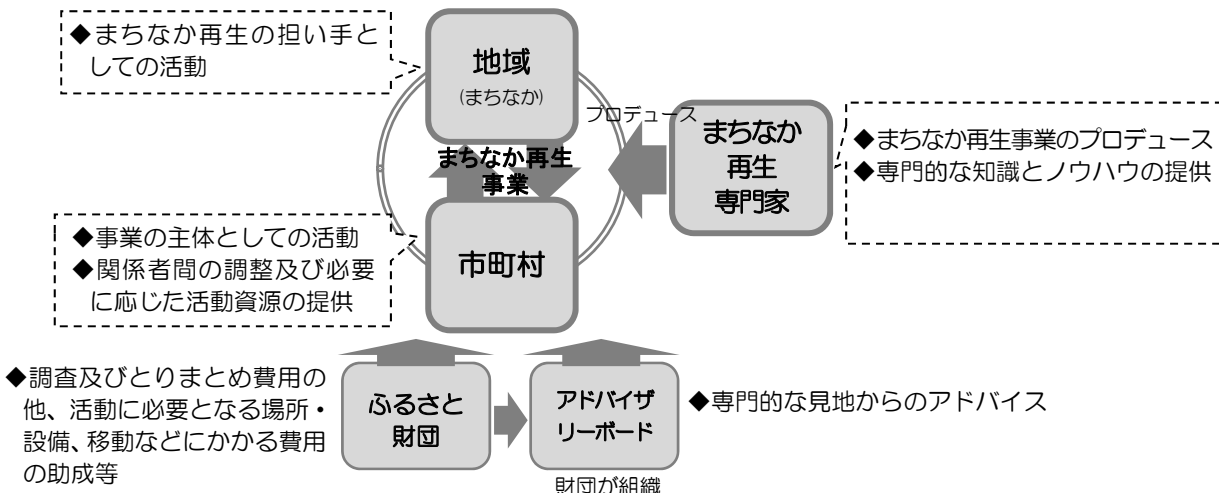 ◆まちなか再生の担い手と
しての活動
地域
(まちなか)
プロデュース
まちなか
再生
専門家
◆まちなか再生事業のプロデュース
◆専門的な知識とノウハウの提供
まちなか再生
事業
◆事業の主体としての活動
◆関係者間の調整及び必要
に応じた活動資源の提供
市町村
◆調査及びとりまとめ費用の
他、活動に必要となる場所・
設備、移動などにかかる費用
の助成等
ふるさと
財団
アドバイザ
リーボード
◆専門的な見地からのアドバイス
財団が組織